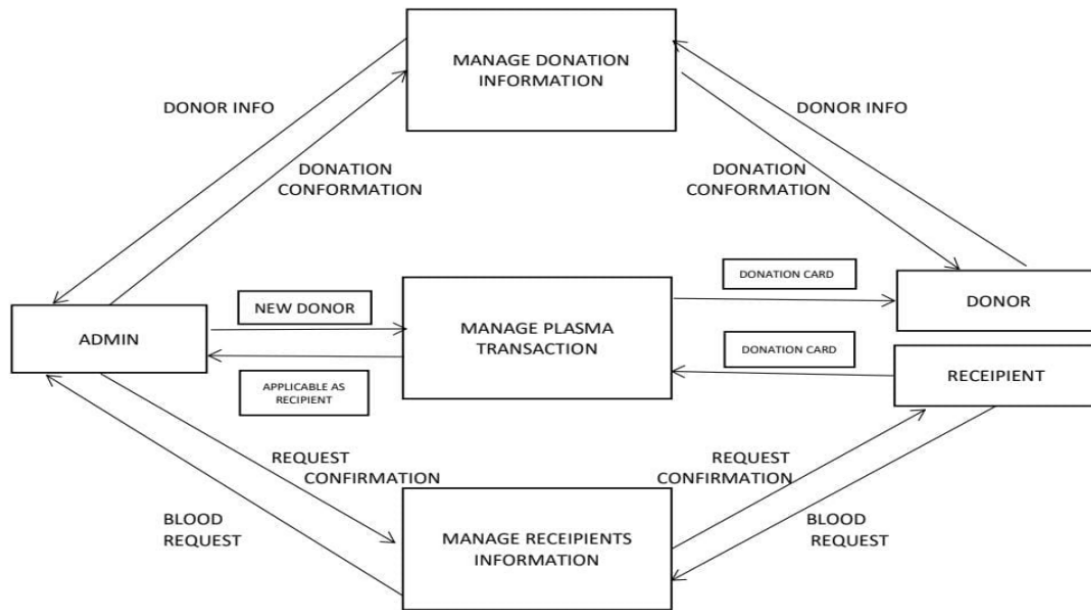 MANAGE DONATION
INFORMATION
DONOR INFO
DONOR INFO
DONATION
CONFORMATION
DONATION
CONFORMATION
DONATION CARD
DONOR
NEW DONOR
ADMIN
MANAGE PLASMA
TRANSACTION
DONATION CARD
RECEIPIENT
APPLICABLE AS
RECIPIENT
REQUEST
CONFIRMATION
REQUEST
CONFIRMATION
BLOOD
REQUEST
MANAGE RECEIPIENTS
INFORMATION
BLOOD
REQUEST